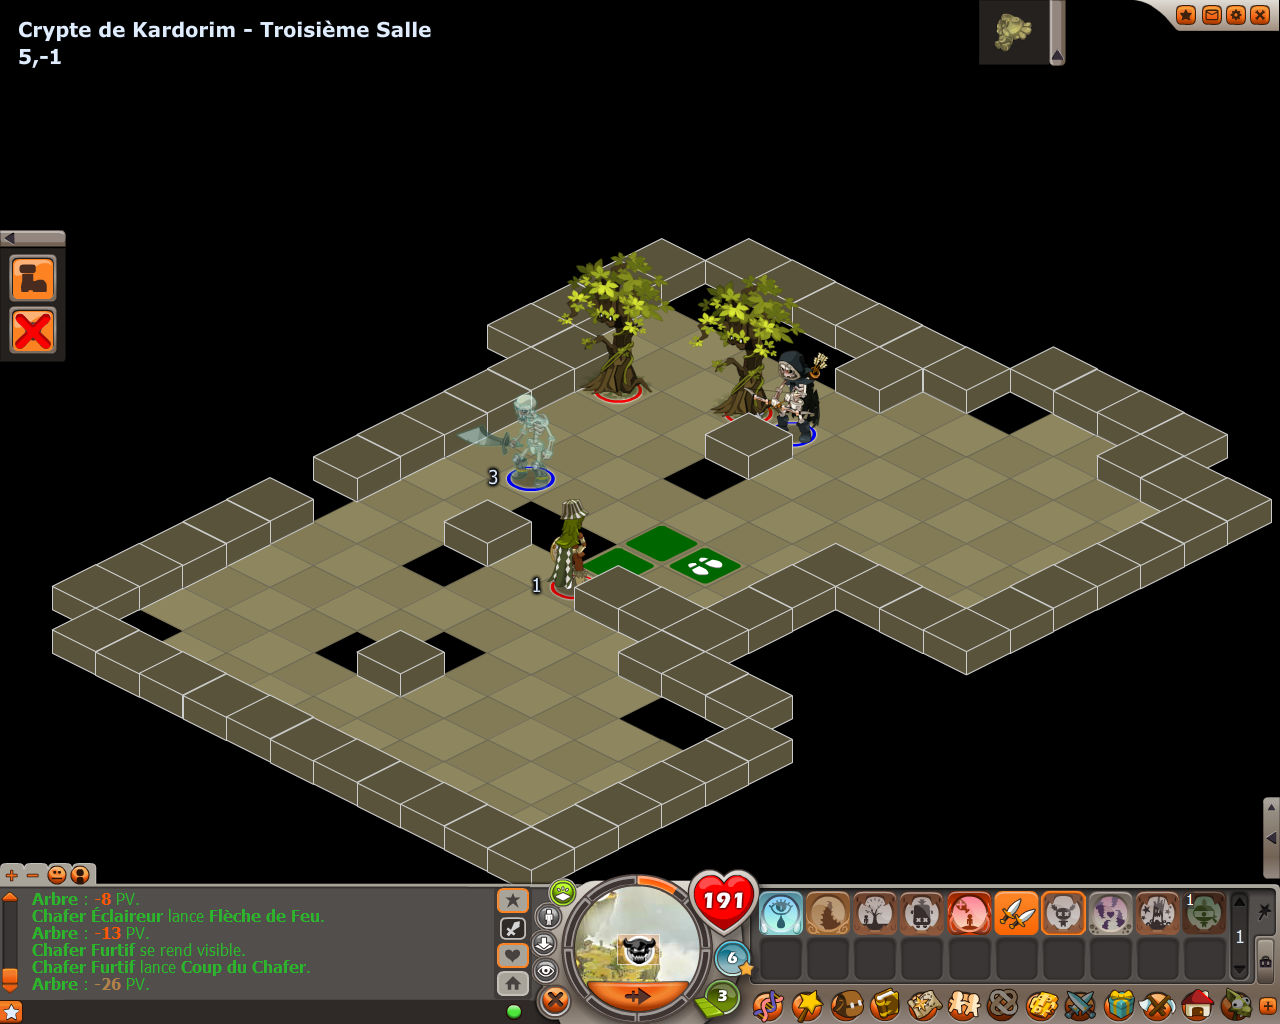 Crypte de Kardorim - Troisième Salle
5,-1
3
1
Arbre : -8 PV.
Chafer Éclaireur lance Flèche de Feu.
Arbre : -13 PV.
Chafer Furtif se rend visible.
Chafer Furtif lance Coup du Chafer.
Arbre : -26 PV.
191
6
3
1
1